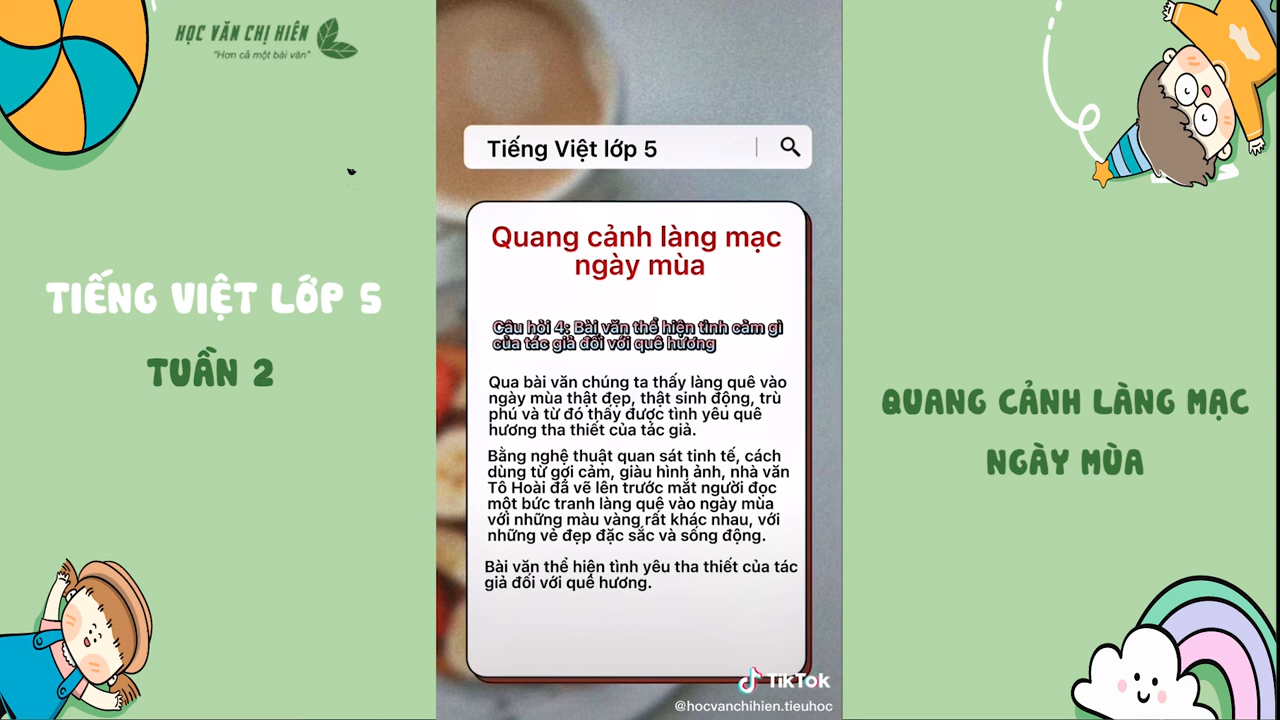 HỌC VĂN CHỊ HIÊN
"Hơn cả một bài văn"
TIẾNG VIỆT LỚP 5
TUẦN 2
Tiếng Việt lớp 5
Quang cảnh làng mạc
ngày mùa
Câu hỏi 4: Bài văn thể hiện tình cảm gì
của tác giả đối với quê hương
Qua bài văn chúng ta thấy làng quê vào
ngày mùa thật đẹp, thật sinh động, trù
phú và từ đó thấy được tình yêu quê
hương tha thiết của tác giả.
Bằng nghệ thuật quan sát tinh tế, cách
dùng từ gợi cảm, giàu hình ảnh, nhà văn
Tô Hoài đã vẽ lên trước mắt người đọc
một bức tranh làng quê vào ngày mùa
với những màu vàng rất khác nhau, với
những vẻ đẹp đặc sắc và sống động.
Bài văn thể hiện tình yêu tha thiết của tác
giả đối với quê hương.
TikTok
@hocvanchihien.tieuhoc
QUANG CẢNH LÀNG MẠC
NGÀY MÙA